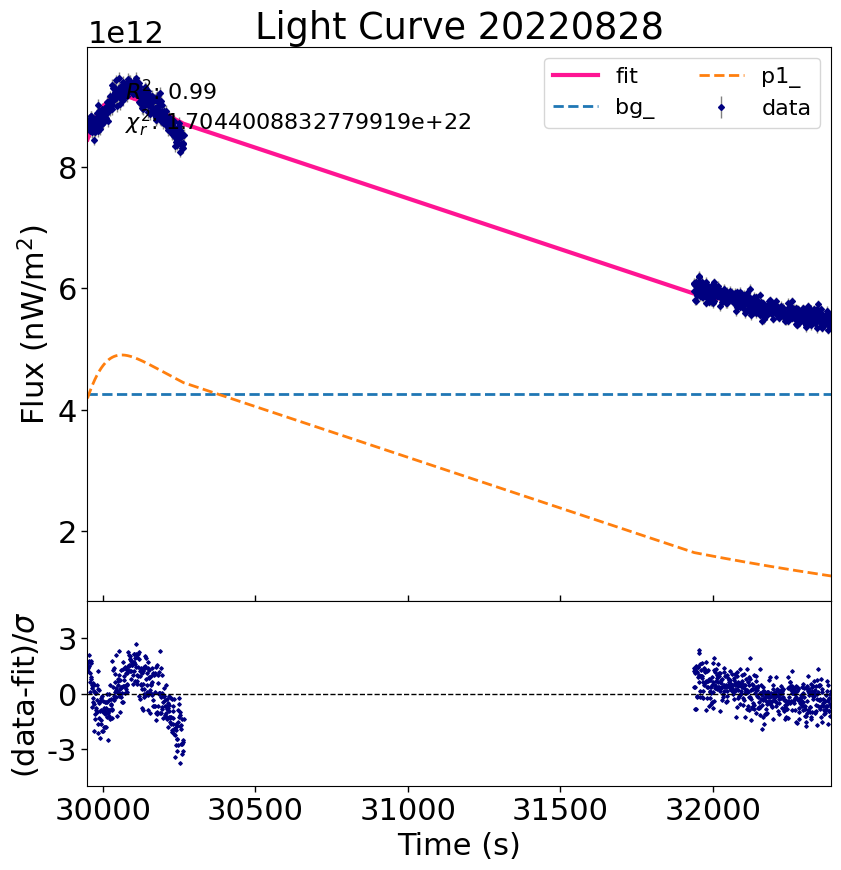 Light Curve 20220828
1e12
R²: 0.99
χᵣ²: 1.7044008832779919e+22
fit
bg_
p1_
data
8
6
4
2
Flux (nW/m²)
3
0
-3
(data-fit)/σ
30000 30500 31000 31500 32000
Time (s)